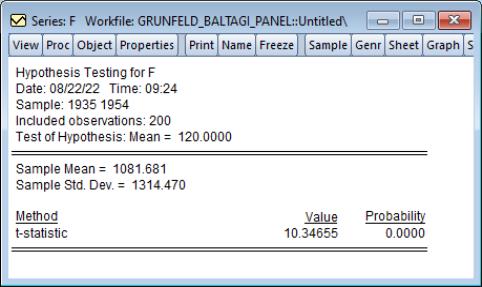 Series: F Workfile: GRUNFELD_BALTAGI_PANEL::Untitled\
View Proc Object Properties Print Name Freeze Sample Genr Sheet Graph S
Hypothesis Testing for F
Date: 08/22/22 Time: 09:24
Sample: 1935 1954
Included observations: 200
Test of Hypothesis: Mean = 120.0000
Sample Mean = 1081.681
Sample Std. Dev. = 1314.470
Method Value Probability
t-statistic 10.34655 0.0000